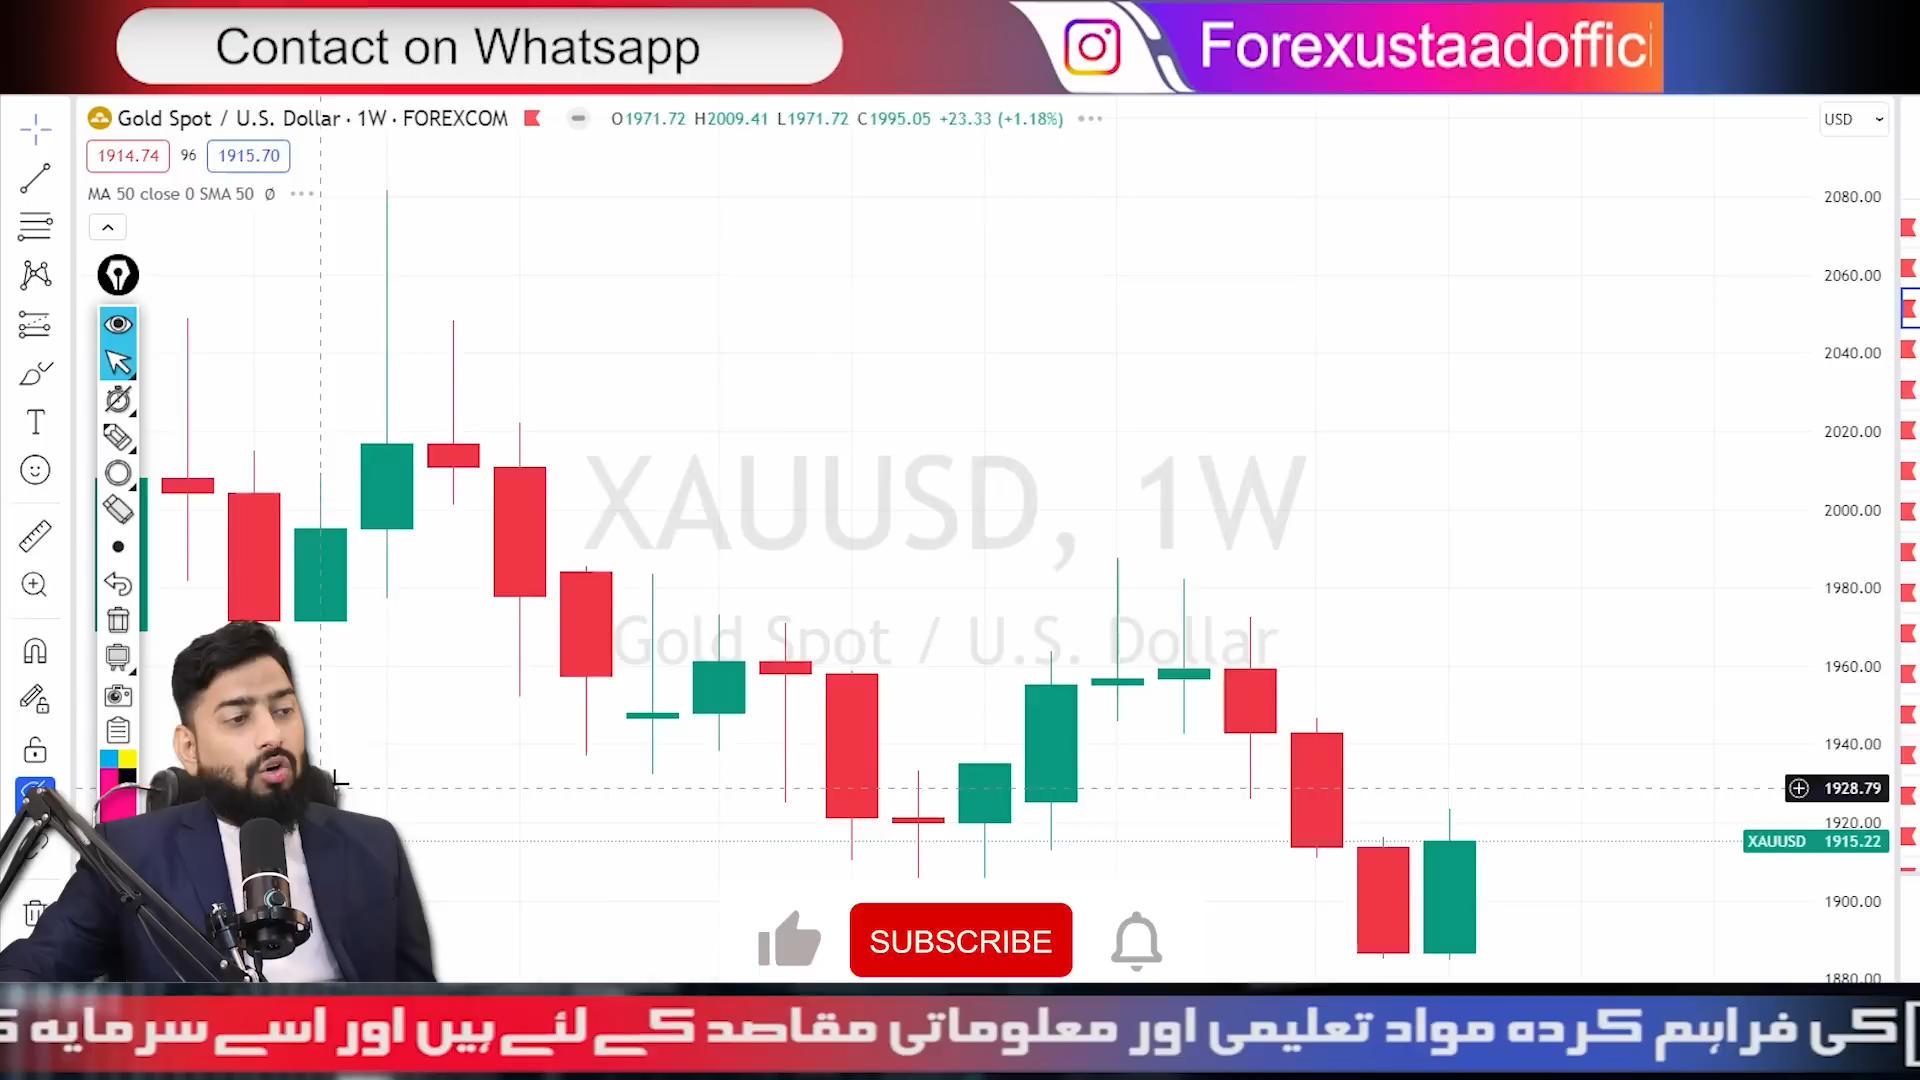 Contact on Whatsapp
Forexustaadoffic
Gold Spot / U.S. Dollar · 1W · FOREXCOM
O1971.72 H2009.41 L1971.72 C1995.05 +23.33 (+1.18%)
USD
1914.74 96 1915.70
MA 50 close 0 SMA 50
2080.00
2060.00
2040.00
2020.00
2000.00
1980.00
1960.00
1940.00
1928.79
1920.00
XAUUSD 1915.22
1900.00
1880.00
XAUUSD, 1W
Gold Spot / U.S. Dollar
SUBSCRIBE
کی فراہم کردہ مواد تعلیمی اور معلوماتی مقاصد کے لئے ہیں اور اسے سرمایہ